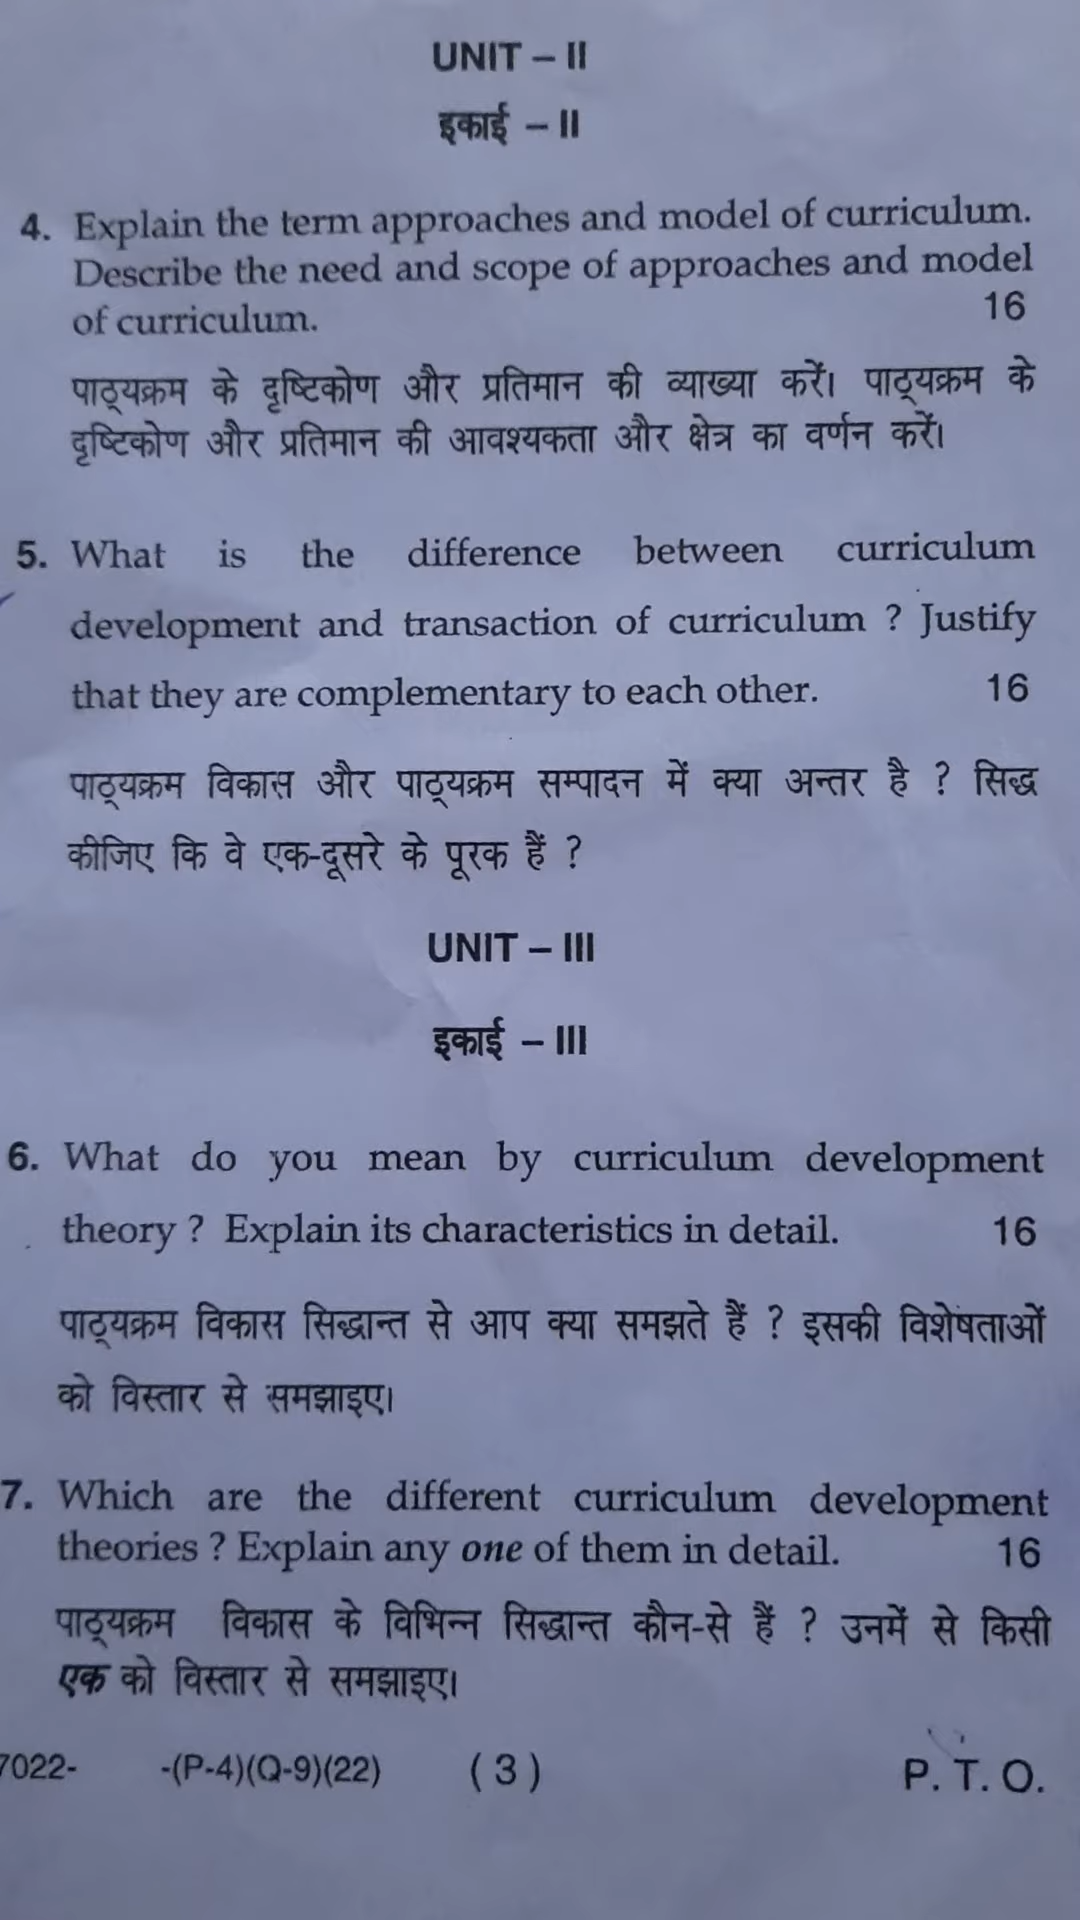 UNIT – II
इकाई – II
4. Explain the term approaches and model of curriculum.
Describe the need and scope of approaches and model
of curriculum. 16
पाठ्यक्रम के दृष्टिकोण और प्रतिमान की व्याख्या करें। पाठ्यक्रम के
दृष्टिकोण और प्रतिमान की आवश्यकता और क्षेत्र का वर्णन करें।
5. What is the difference between curriculum
development and transaction of curriculum ? Justify
that they are complementary to each other. 16
पाठ्यक्रम विकास और पाठ्यक्रम सम्पादन में क्या अन्तर है ? सिद्ध
कीजिए कि वे एक-दूसरे के पूरक हैं ?
UNIT – III
इकाई – III
6. What do you mean by curriculum development
theory ? Explain its characteristics in detail. 16
पाठ्यक्रम विकास सिद्धान्त से आप क्या समझते हैं ? इसकी विशेषताओं
को विस्तार से समझाइए।
7. Which are the different curriculum development
theories ? Explain any one of them in detail. 16
पाठ्यक्रम विकास के विभिन्न सिद्धान्त कौन-से हैं ? उनमें से किसी
एक को विस्तार से समझाइए।
7022- -(P-4)(Q-9)(22) ( 3 ) P. T. O.